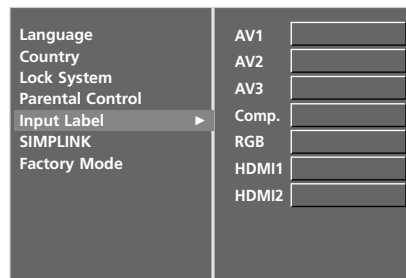 Language
Country
Lock System
Parental Control
Input Label ►
SIMPLINK
Factory Mode
AV1
AV2
AV3
Comp.
RGB
HDMI1
HDMI2